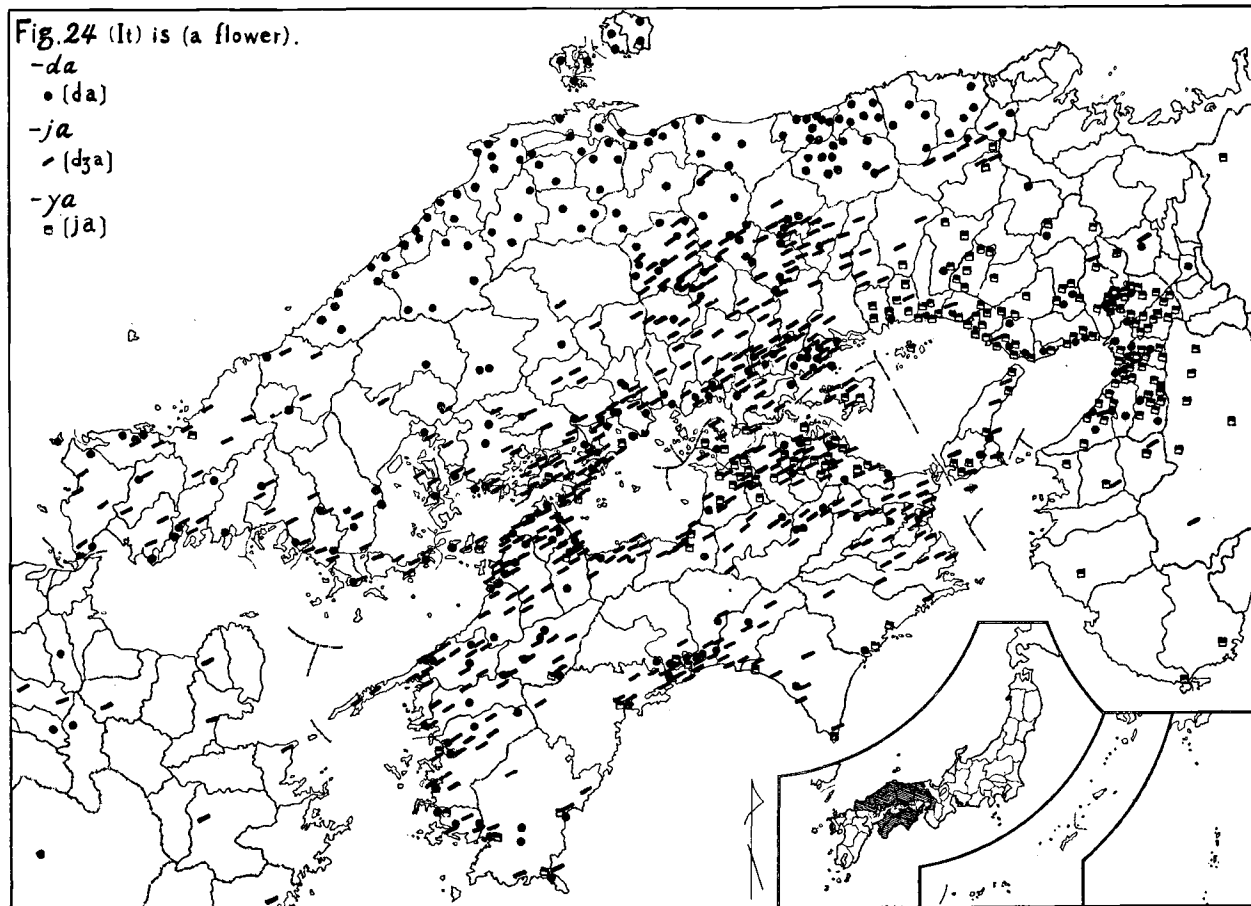 Fig.24 (It) is (a flower).
-da
● [da]
-ja
[dʒa]
-ya
[ja]